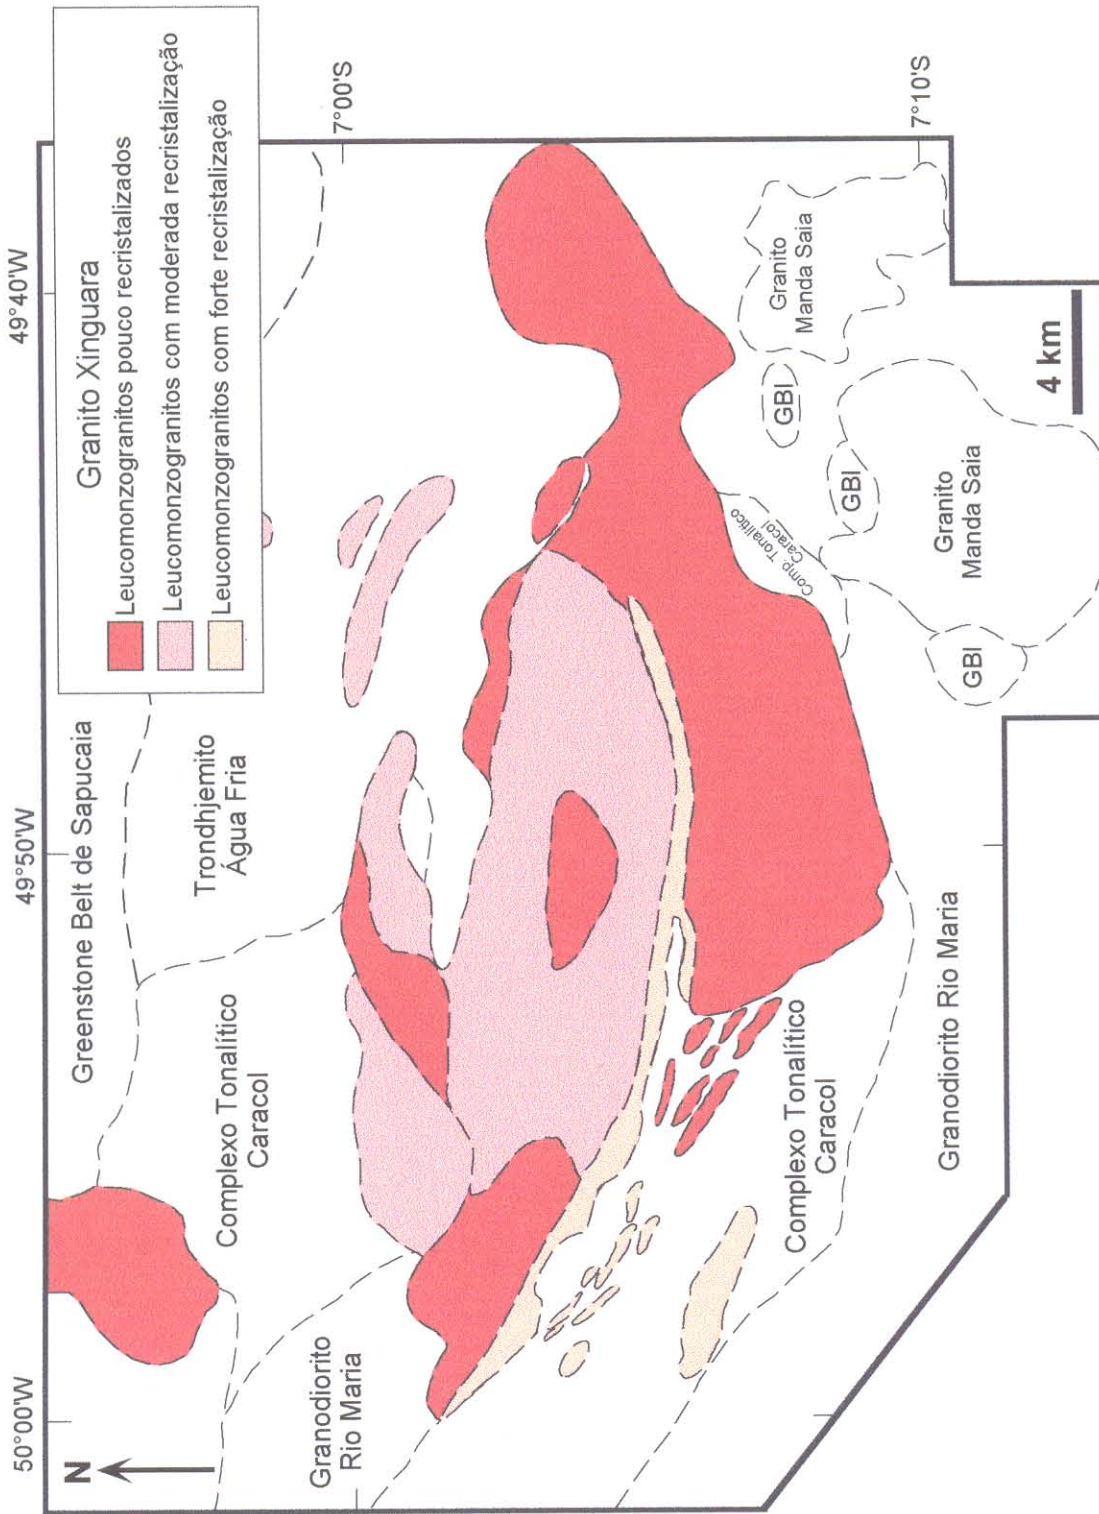 50°00'W
49°50'W
49°40'W
N
Greenstone Belt de Sapucaia
Granito Xinguara
Leucomonzogranitos pouco recristalizados
Leucomonzogranitos com moderada recristalização
Leucomonzogranitos com forte recristalização
Complexo Tonalítico
Caracol
Trondhjemito
Água Fria
7°00'S
Granodiorito
Rio Maria
Comp. Tonalítico
Caracol
GBI
Granito
Manda Saia
Complexo Tonalítico
Caracol
GBI
7°10'S
Granodiorito Rio Maria
GBI
Granito
Manda Saia
4 km